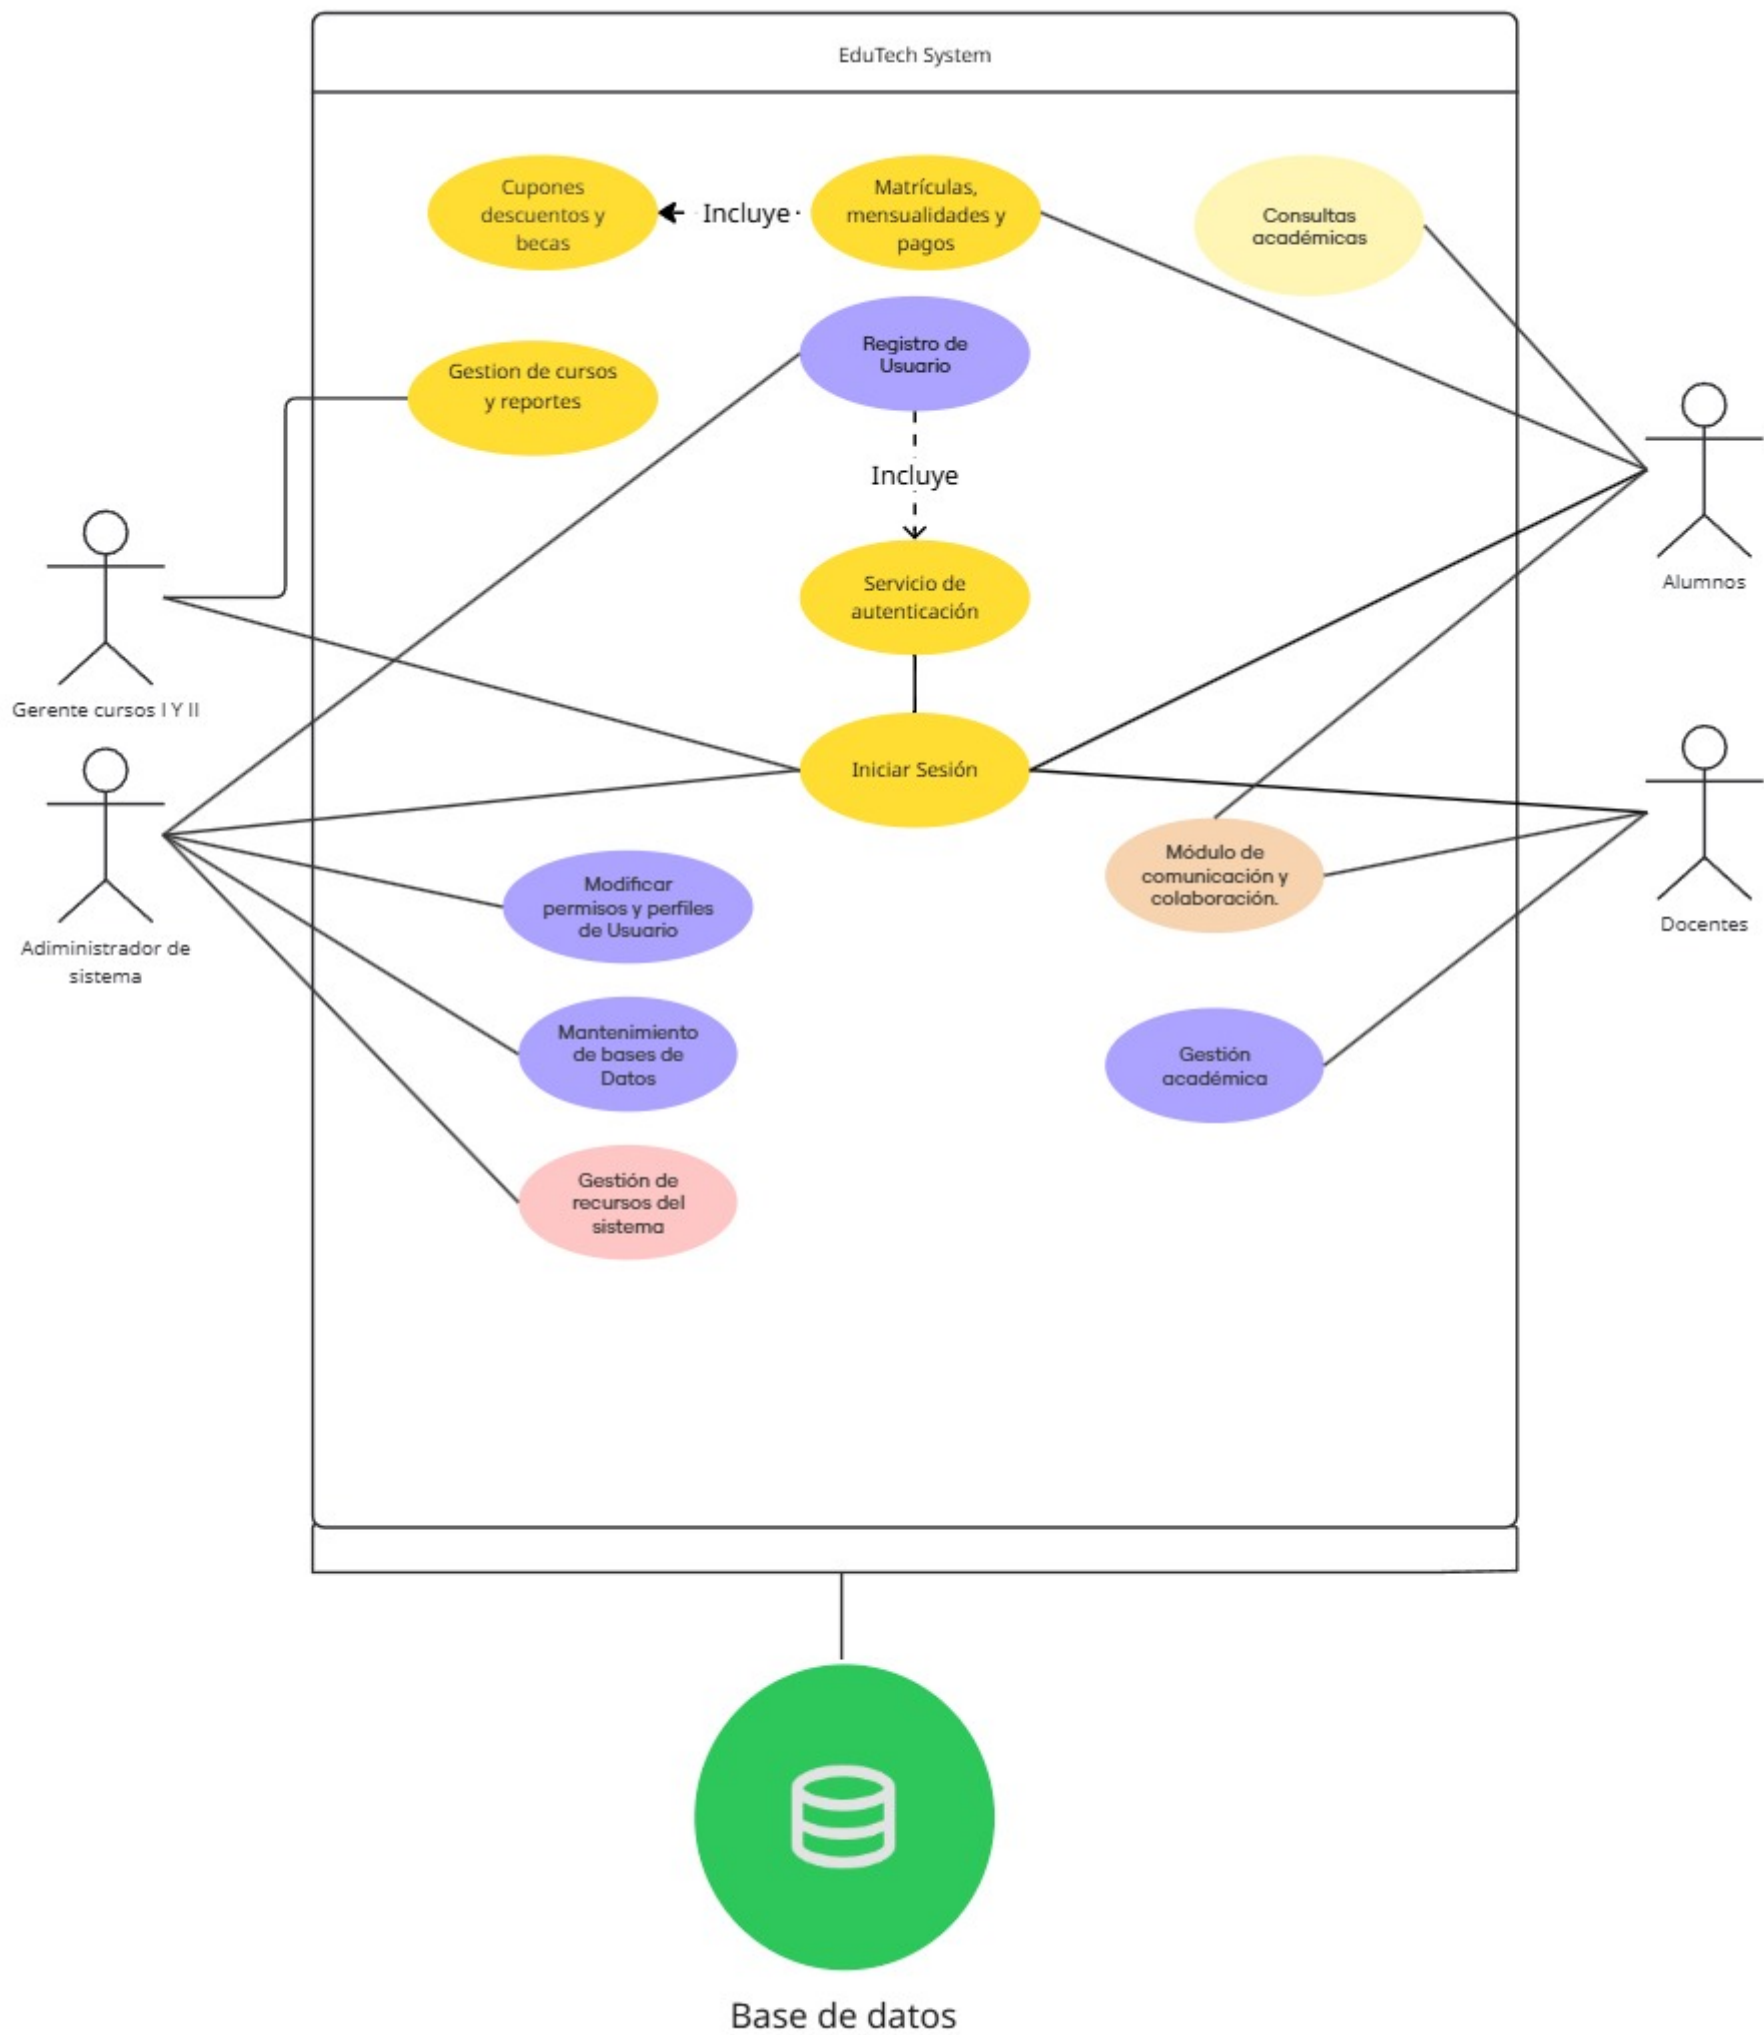 EduTech System
Cupones
descuentos y
becas
Incluye
Matrículas,
mensualidades y
pagos
Consultas
académicas
Registro de
Usuario
Gestion de cursos
y reportes
Incluye
Servicio de
autenticación
Alumnos
Gerente cursos I Y II
Iniciar Sesión
Módulo de
comunicación y
colaboración.
Docentes
Adiministrador de
sistema
Modificar
permisos y perfiles
de Usuario
Mantenimiento
de bases de
Datos
Gestión
académica
Gestión de
recursos del
sistema
Base de datos